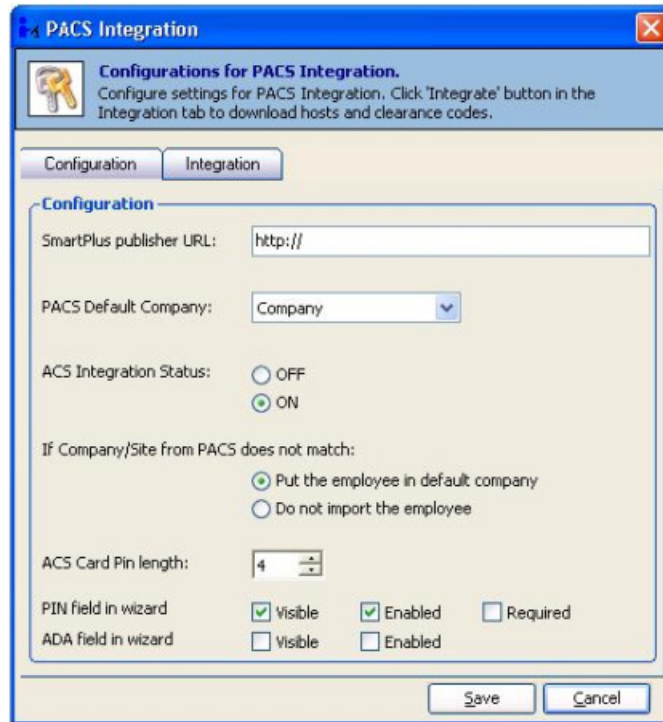 PACS Integration
Configurations for PACS Integration.
Configure settings for PACS Integration. Click 'Integrate' button in the
Integration tab to download hosts and clearance codes.
Configuration Integration
Configuration
SmartPlus publisher URL: http://
PACS Default Company: Company
ACS Integration Status: OFF
ON
If Company/Site from PACS does not match:
Put the employee in default company
Do not import the employee
ACS Card Pin length: 4
PIN field in wizard Visible Enabled Required
ADA field in wizard Visible Enabled
Save Cancel